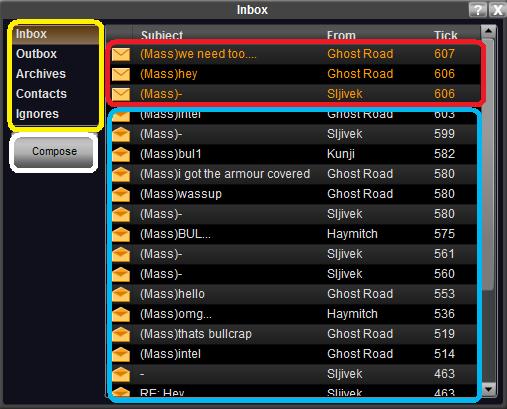 Inbox ? X
Inbox
Outbox
Archives
Contacts
Ignores
Compose
Subject From Tick
(Mass)we need too.... Ghost Road 607
(Mass)hey Ghost Road 606
(Mass)- Sljivek 606
(Mass)intel Ghost Road 603
(Mass)- Sljivek 599
(Mass)bul1 Kunji 582
(Mass)i got the armour covered Ghost Road 580
(Mass)wassup Ghost Road 580
(Mass)- Sljivek 580
(Mass)BUL... Haymitch 575
(Mass)- Sljivek 561
(Mass)- Sljivek 560
(Mass)hello Ghost Road 553
(Mass)omg... Haymitch 536
(Mass)thats bullcrap Ghost Road 519
(Mass)intel Ghost Road 514
- Sljivek 463
RE: Hey Sljivek 463